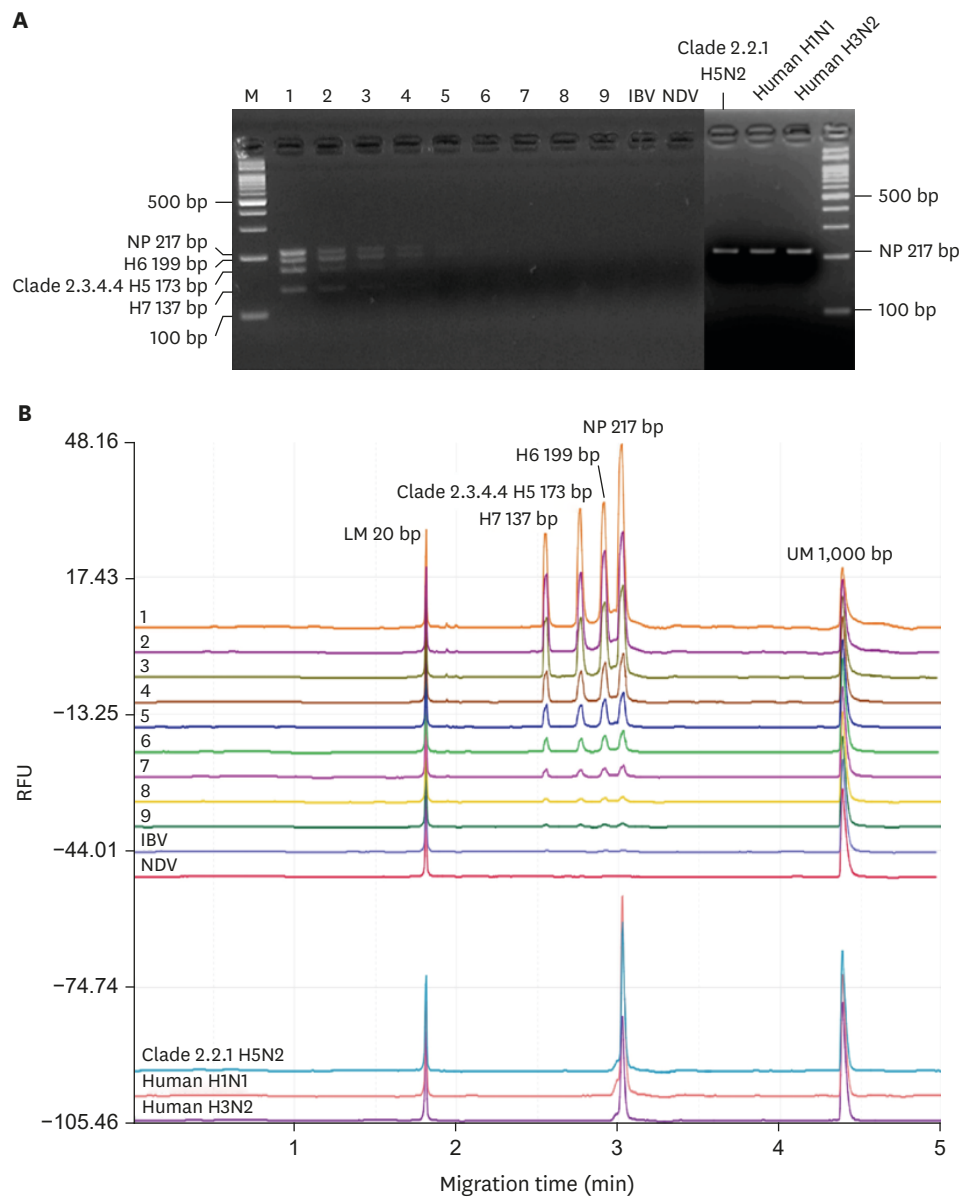 A
Clade 2.2.1
H5N2
Human H1N1
Human H3N2
M 1 2 3 4 5 6 7 8 9 IBV NDV
500 bp
NP 217 bp
H6 199 bp
Clade 2.3.4.4 H5 173 bp
H7 137 bp
100 bp
500 bp
NP 217 bp
100 bp
B
48.16
17.43
−13.25
−44.01
−74.74
−105.46
RFU
NP 217 bp
H6 199 bp
Clade 2.3.4.4 H5 173 bp
H7 137 bp
LM 20 bp
UM 1,000 bp
1
2
3
4
5
6
7
8
9
IBV
NDV
Clade 2.2.1 H5N2
Human H1N1
Human H3N2
1 2 3 4 5
Migration time (min)